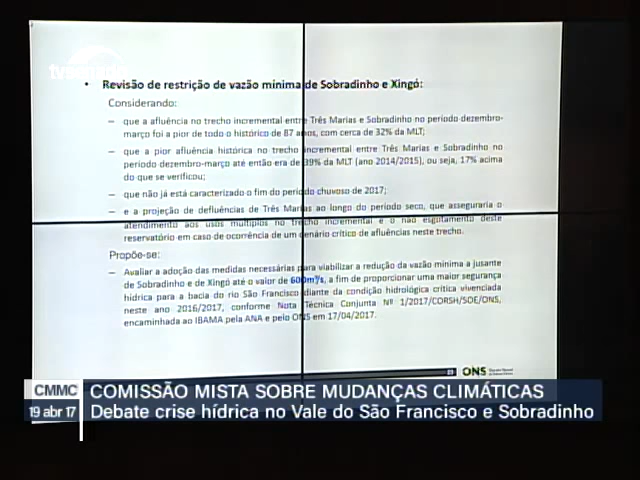 tvsenado
• Revisão de restrição de vazão mínima de Sobradinho e Xingó:
Considerando:
— que a afluência no trecho incremental entre Três Marias e Sobradinho no período dezembro-
março foi a pior de todo o histórico de 87 anos, com cerca de 32% da MLT;
— que a pior afluência histórica no trecho incremental entre Três Marias e Sobradinho no
período dezembro-março até então era de 39% da MLT (ano 2014/2015), ou seja, 17% acima
do que se verificou;
— que não já está caracterizado o fim do período chuvoso de 2017;
— e a projeção de defluências de Três Marias ao longo do período seco, que asseguraria o
atendimento aos usos múltiplos no trecho incremental e o não esgotamento deste
reservatório em caso de ocorrência de um cenário crítico de afluências neste trecho.
Propõe-se:
— Avaliar a adoção das medidas necessárias para viabilizar a redução da vazão mínima a jusante
de Sobradinho e de Xingó até o valor de 600m³/s, a fim de proporcionar uma maior segurança
hídrica para a bacia do rio São Francisco diante da condição hidrológica crítica vivenciada
neste ano 2016/2017, conforme Nota Técnica Conjunta Nº 1/2017/CORSH/SOE/ONS,
encaminhada ao IBAMA pela ANA e pelo ONS em 17/04/2017.
ONS
CMMC COMISSÃO MISTA SOBRE MUDANÇAS CLIMÁTICAS
19 abr 17 Debate crise hídrica no Vale do São Francisco e Sobradinho